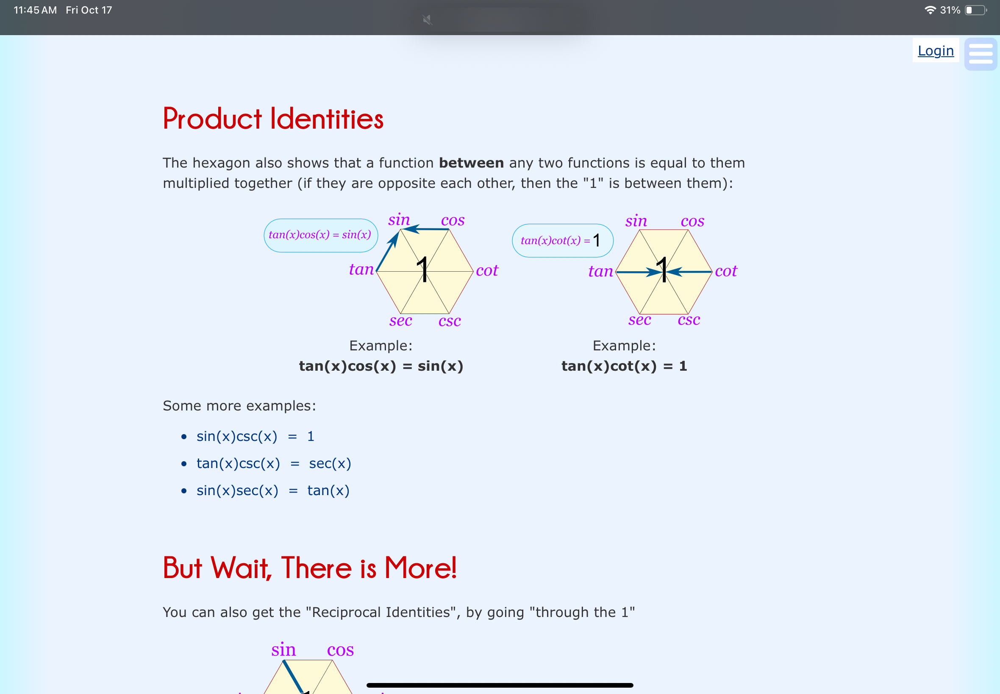 11:45 AM Fri Oct 17
31%
Login
Product Identities
The hexagon also shows that a function between any two functions is equal to them
multiplied together (if they are opposite each other, then the "1" is between them):
tan(x)cos(x) = sin(x)
sin cos
tan 1 cot
sec csc
tan(x)cot(x) = 1
sin cos
tan 1 cot
sec csc
Example:
tan(x)cos(x) = sin(x)
Example:
tan(x)cot(x) = 1
Some more examples:
• sin(x)csc(x) = 1
• tan(x)csc(x) = sec(x)
• sin(x)sec(x) = tan(x)
But Wait, There is More!
You can also get the "Reciprocal Identities", by going "through the 1"
sin cos